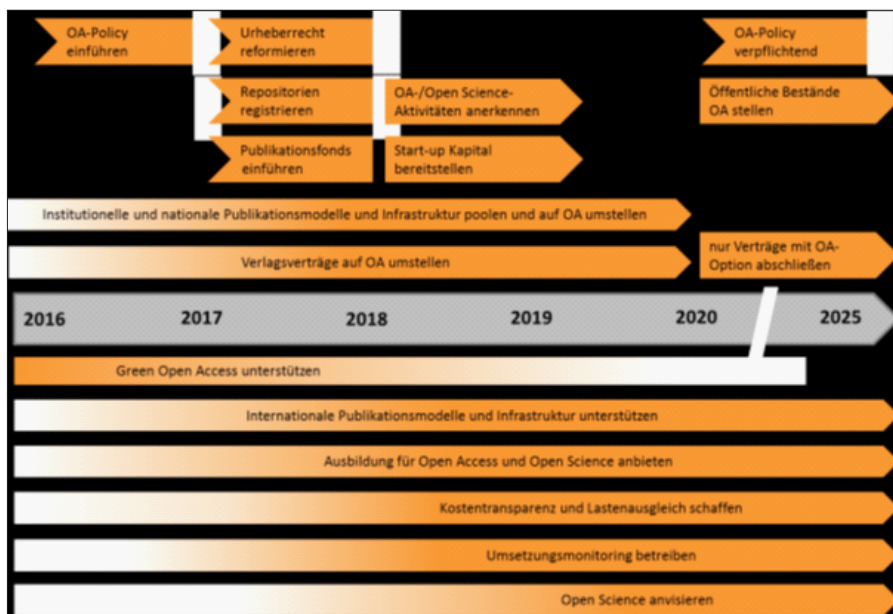 OA-Policy
einführen
Urheberrecht
reformieren
OA-Policy
verpflichtend
Repositorien
registrieren
OA-/Open Science-
Aktivitäten anerkennen
Öffentliche Bestände
OA stellen
Publikationsfonds
einführen
Start-up Kapital
bereitstellen
Institutionelle und nationale Publikationsmodelle und Infrastruktur poolen und auf OA umstellen
Verlagsverträge auf OA umstellen
nur Verträge mit OA-
Option abschließen
2016 2017 2018 2019 2020 2025
Green Open Access unterstützen
Internationale Publikationsmodelle und Infrastruktur unterstützen
Ausbildung für Open Access und Open Science anbieten
Kostentransparenz und Lastenausgleich schaffen
Umsetzungsmonitoring betreiben
Open Science anvisieren